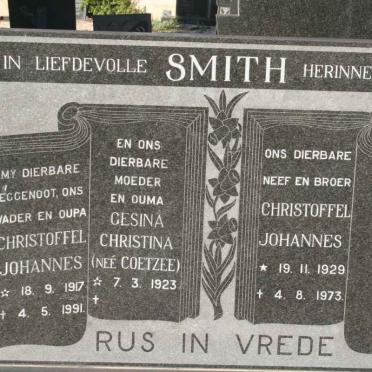 IN LIEFDEVOLLE SMITH HERINNE
MY DIERBARE
EGGENOOT, ONS
VADER EN OUPA
CHRISTOFFEL
JOHANNES
☆ 18. 9. 1917
† 4. 5. 1991.
EN ONS
DIERBARE
MOEDER
EN OUMA
GESINA
CHRISTINA
(NEÉ COETZEE)
☆ 7. 3. 1923
†
ONS DIERBARE
NEEF EN BROER
CHRISTOFFEL
JOHANNES
★ 19. 11. 1929
† 4. 8. 1973.
RUS IN VREDE